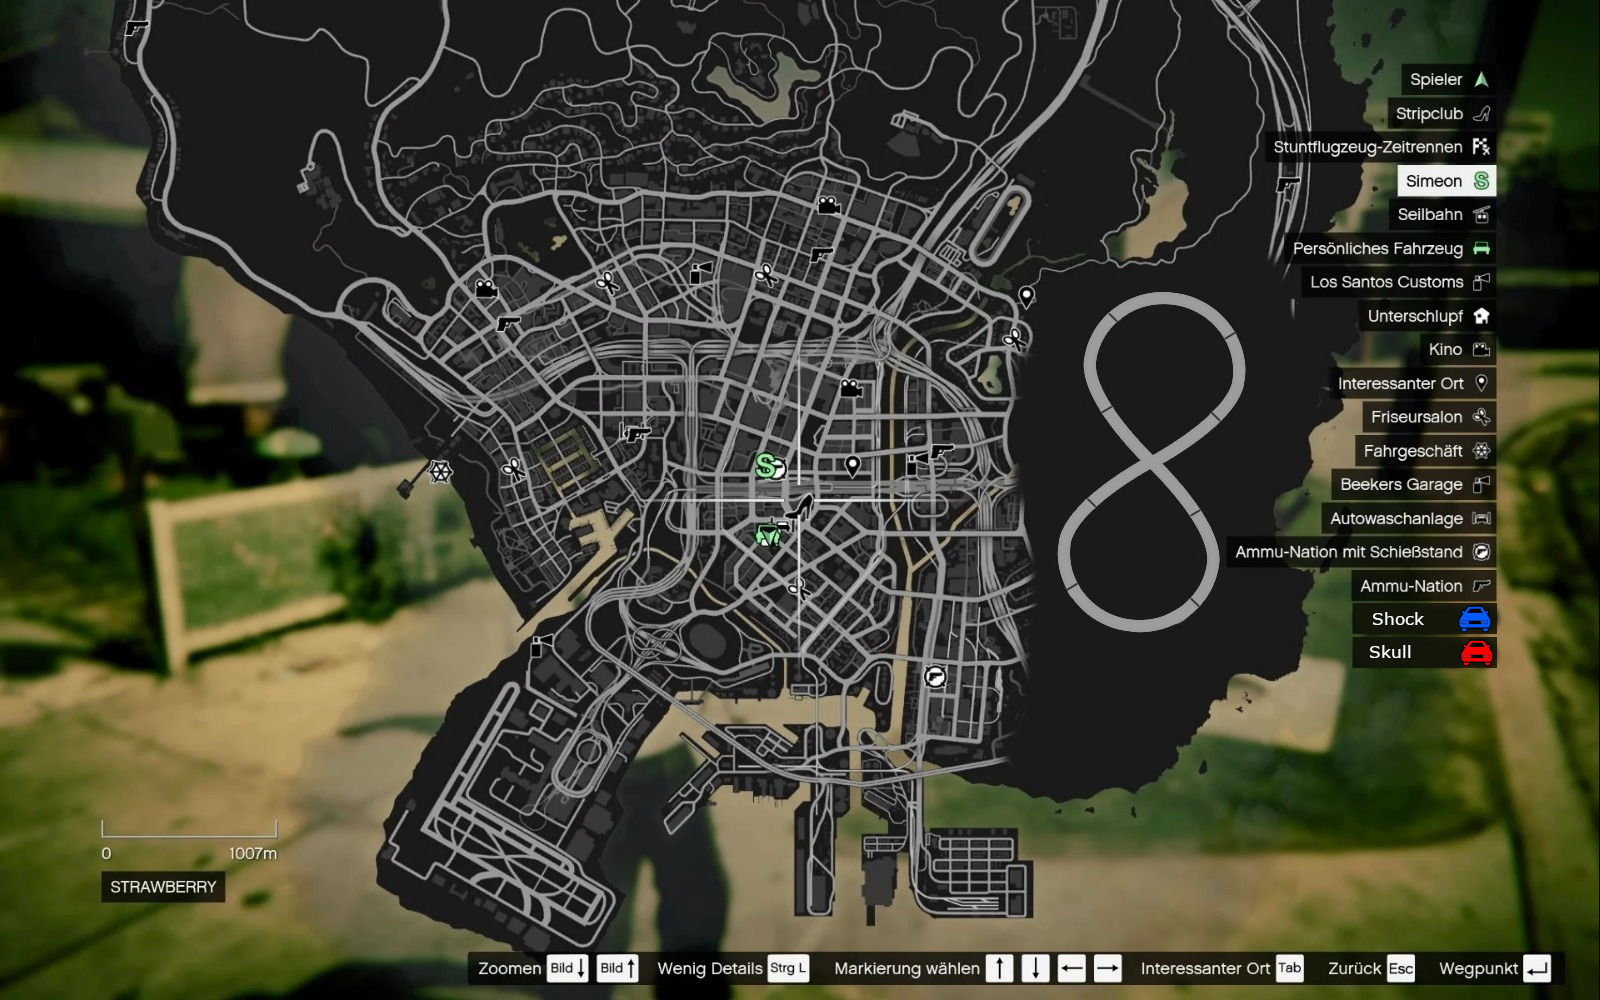 Spieler
Stripclub
Stuntflugzeug-Zeitrennen
Simeon S
Seilbahn
Persönliches Fahrzeug
Los Santos Customs
Unterschlupf
Kino
Interessanter Ort
Friseursalon
Fahrgeschäft
Beekers Garage
Autowaschanlage
Ammu-Nation mit Schießstand
Ammu-Nation
Shock
Skull
S
0 1007m
STRAWBERRY
Zoomen Bild ↓ Bild ↑ Wenig Details Strg L Markierung wählen ↑ ↓ ← → Interessanter Ort Tab Zurück Esc Wegpunkt ↵